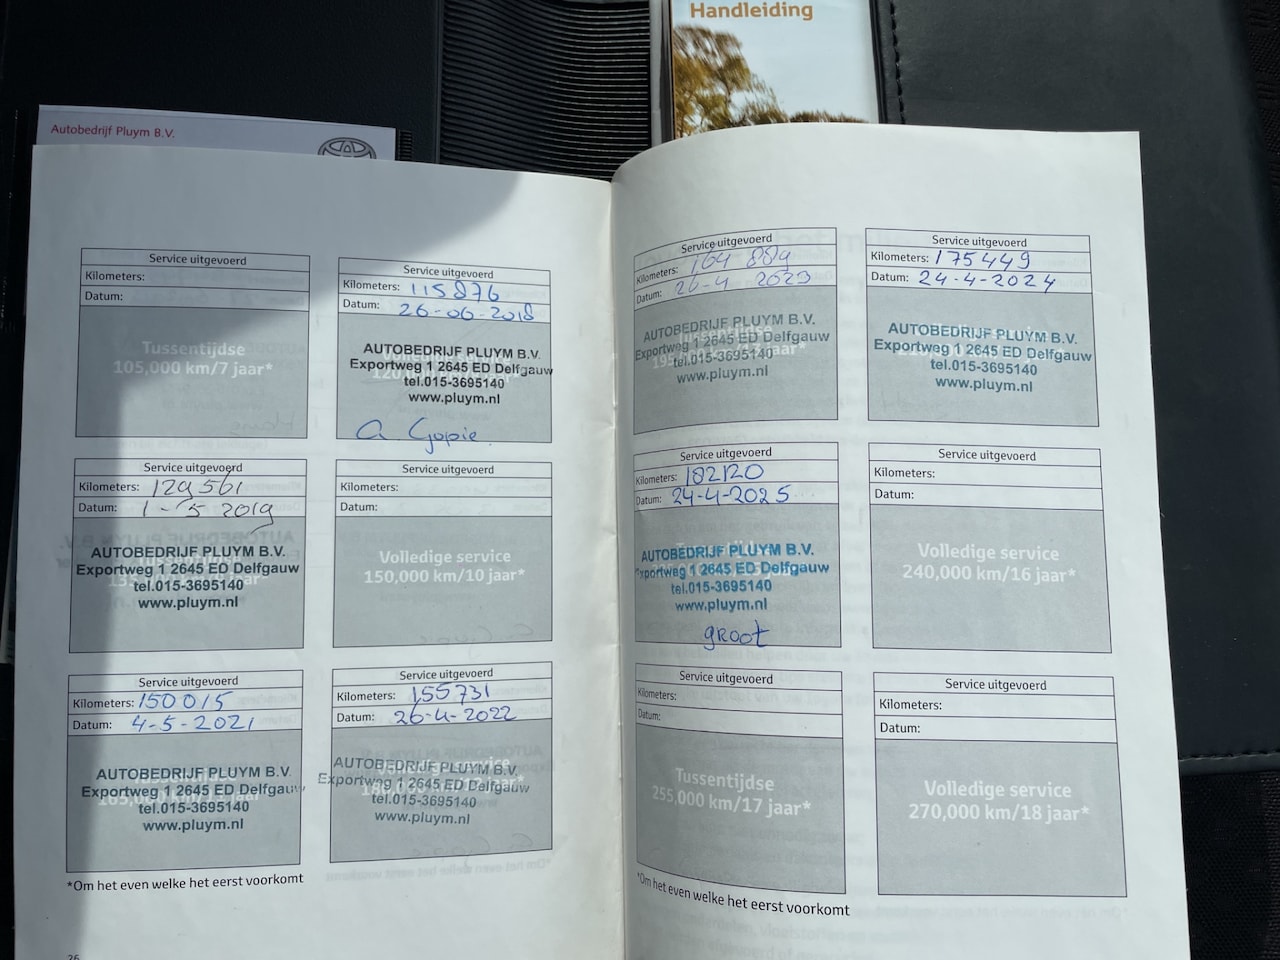 Handleiding
Autobedrijf Pluym B.V.
Service uitgevoerd
Kilometers:
Datum:
Tussentijdse
105,000 km/7 jaar*
Service uitgevoerd
Kilometers: 115876
Datum: 26-06-2018
AUTOBEDRIJF PLUYM B.V.
Exportweg 1 2645 ED Delfgauw
tel.015-3695140
www.pluym.nl
Service uitgevoerd
Kilometers: 129561
Datum: 1-5 2019
AUTOBEDRIJF PLUYM B.V.
Exportweg 1 2645 ED Delfgauw
tel.015-3695140
www.pluym.nl
Service uitgevoerd
Kilometers:
Datum:
Volledige service
150,000 km/10 jaar*
Service uitgevoerd
Kilometers: 150015
Datum: 4-5-2021
AUTOBEDRIJF PLUYM B.V.
Exportweg 1 2645 ED Delfgauw
tel.015-3695140
www.pluym.nl
Service uitgevoerd
Kilometers: 155731
Datum: 26-4-2022
AUTOBEDRIJF PLUYM B.V.
Exportweg 1 2645 ED Delfgauw
tel.015-3695140
www.pluym.nl
*Om het even welke het eerst voorkomt
26
Service uitgevoerd
Kilometers: 164 889
Datum: 26-4 2023
AUTOBEDRIJF PLUYM B.V.
Exportweg 1 2645 ED Delfgauw
tel.015-3695140
www.pluym.nl
Service uitgevoerd
Kilometers: 175449
Datum: 24-4-2024
AUTOBEDRIJF PLUYM B.V.
Exportweg 1 2645 ED Delfgauw
tel.015-3695140
www.pluym.nl
Service uitgevoerd
Kilometers: 182120
Datum: 24-4-2025
AUTOBEDRIJF PLUYM B.V.
Exportweg 1 2645 ED Delfgauw
tel.015-3695140
www.pluym.nl
groot
Service uitgevoerd
Kilometers:
Datum:
Volledige service
240,000 km/16 jaar*
Service uitgevoerd
Kilometers:
Datum:
Tussentijdse
255,000 km/17 jaar*
Service uitgevoerd
Kilometers:
Datum:
Volledige service
270,000 km/18 jaar*
*Om het even welke het eerst voorkomt